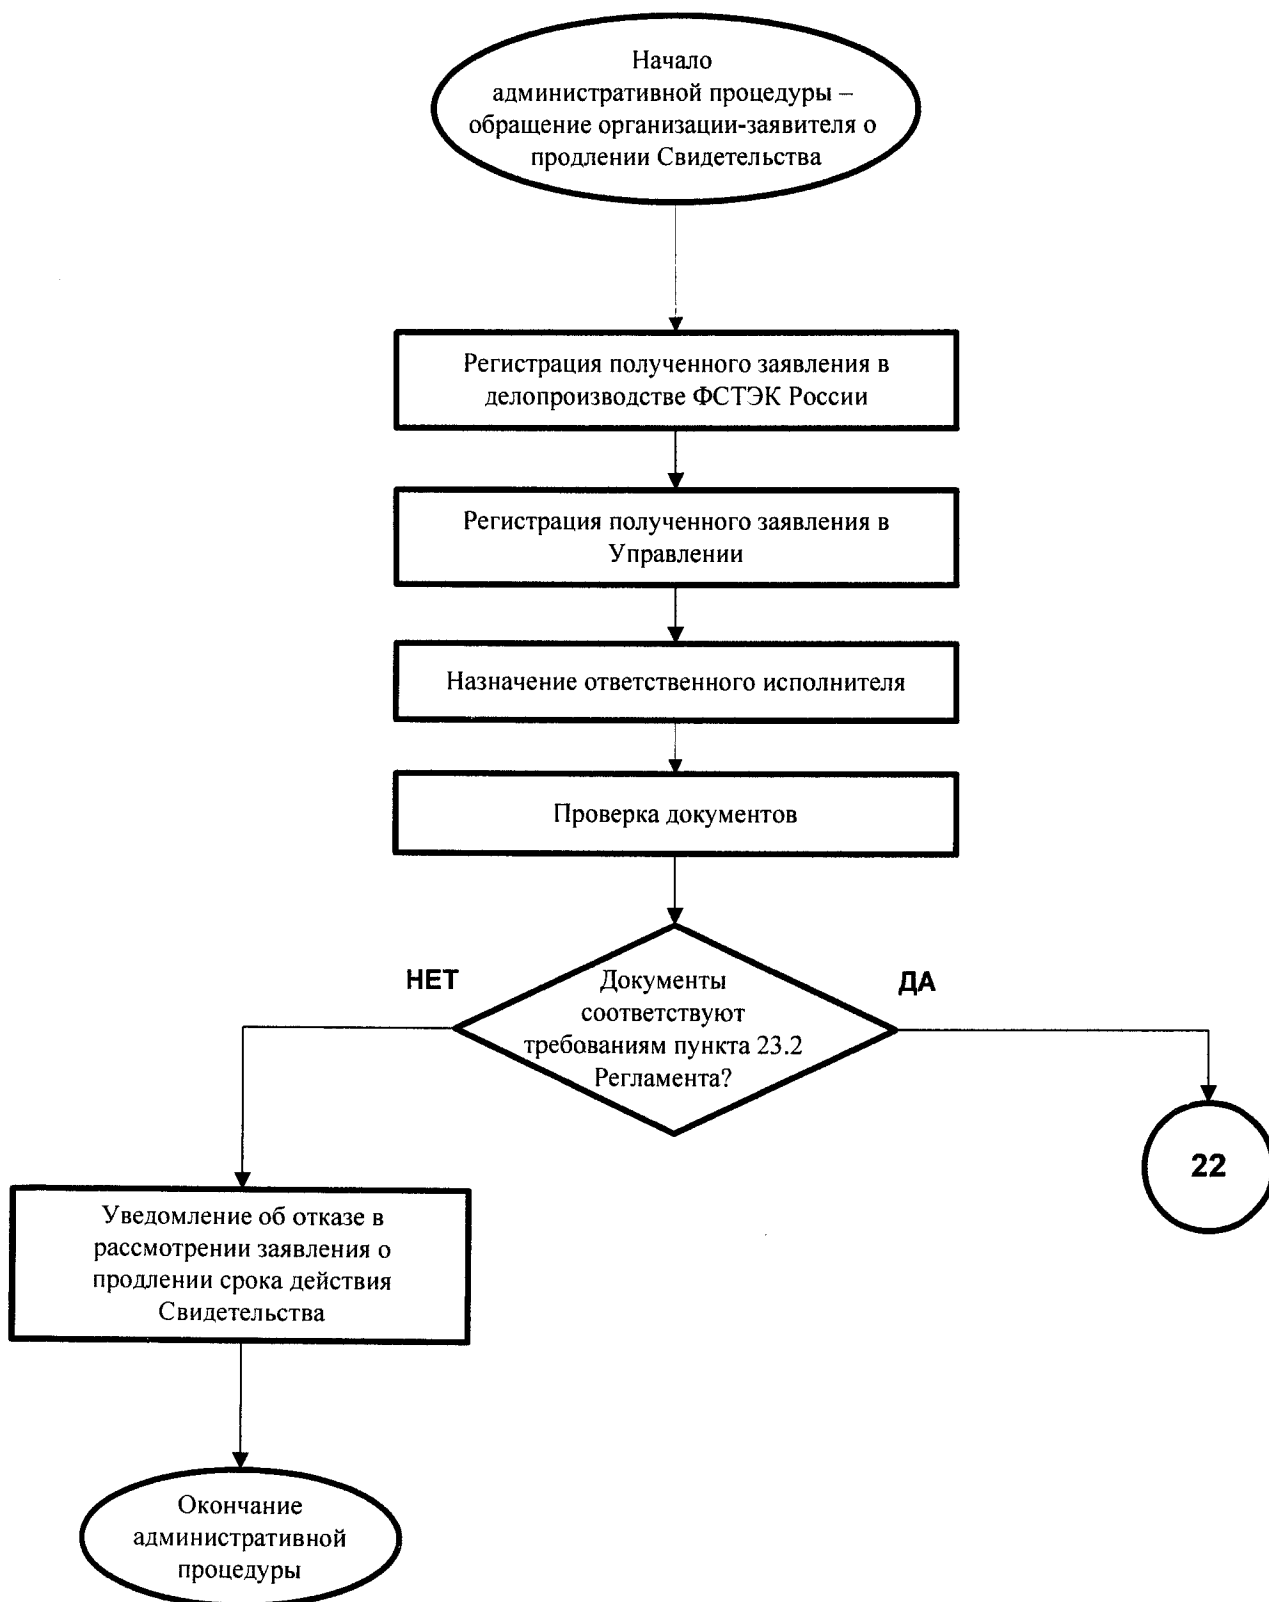 Начало
административной процедуры –
обращение организации-заявителя о
продлении Свидетельства
Регистрация полученного заявления в
делопроизводстве ФСТЭК России
Регистрация полученного заявления в
Управлении
Назначение ответственного исполнителя
Проверка документов
НЕТ
ДА
Документы
соответствуют
требованиям пункта 23.2
Регламента?
22
Уведомление об отказе в
рассмотрении заявления о
продлении срока действия
Свидетельства
Окончание
административной
процедуры